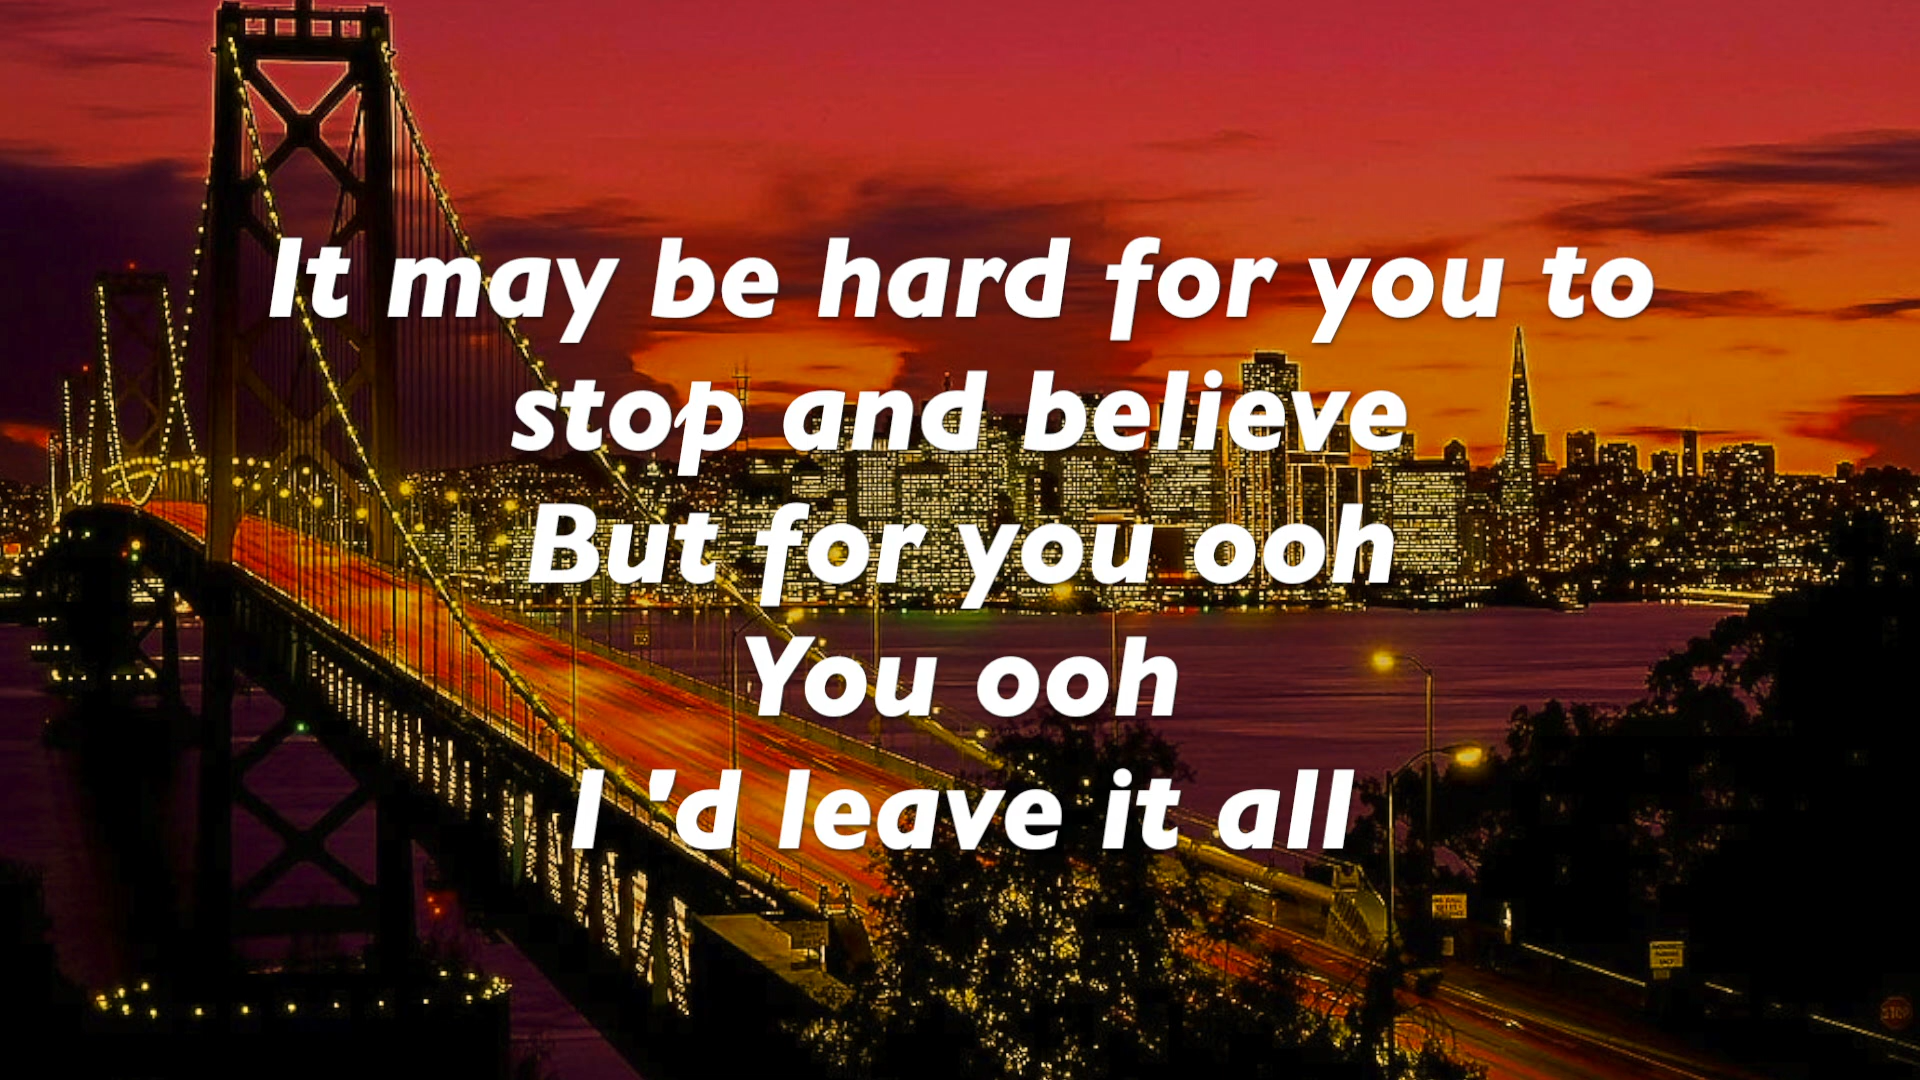 It may be hard for you to
stop and believe
But for you ooh
You ooh
I 'd leave it all
STOP